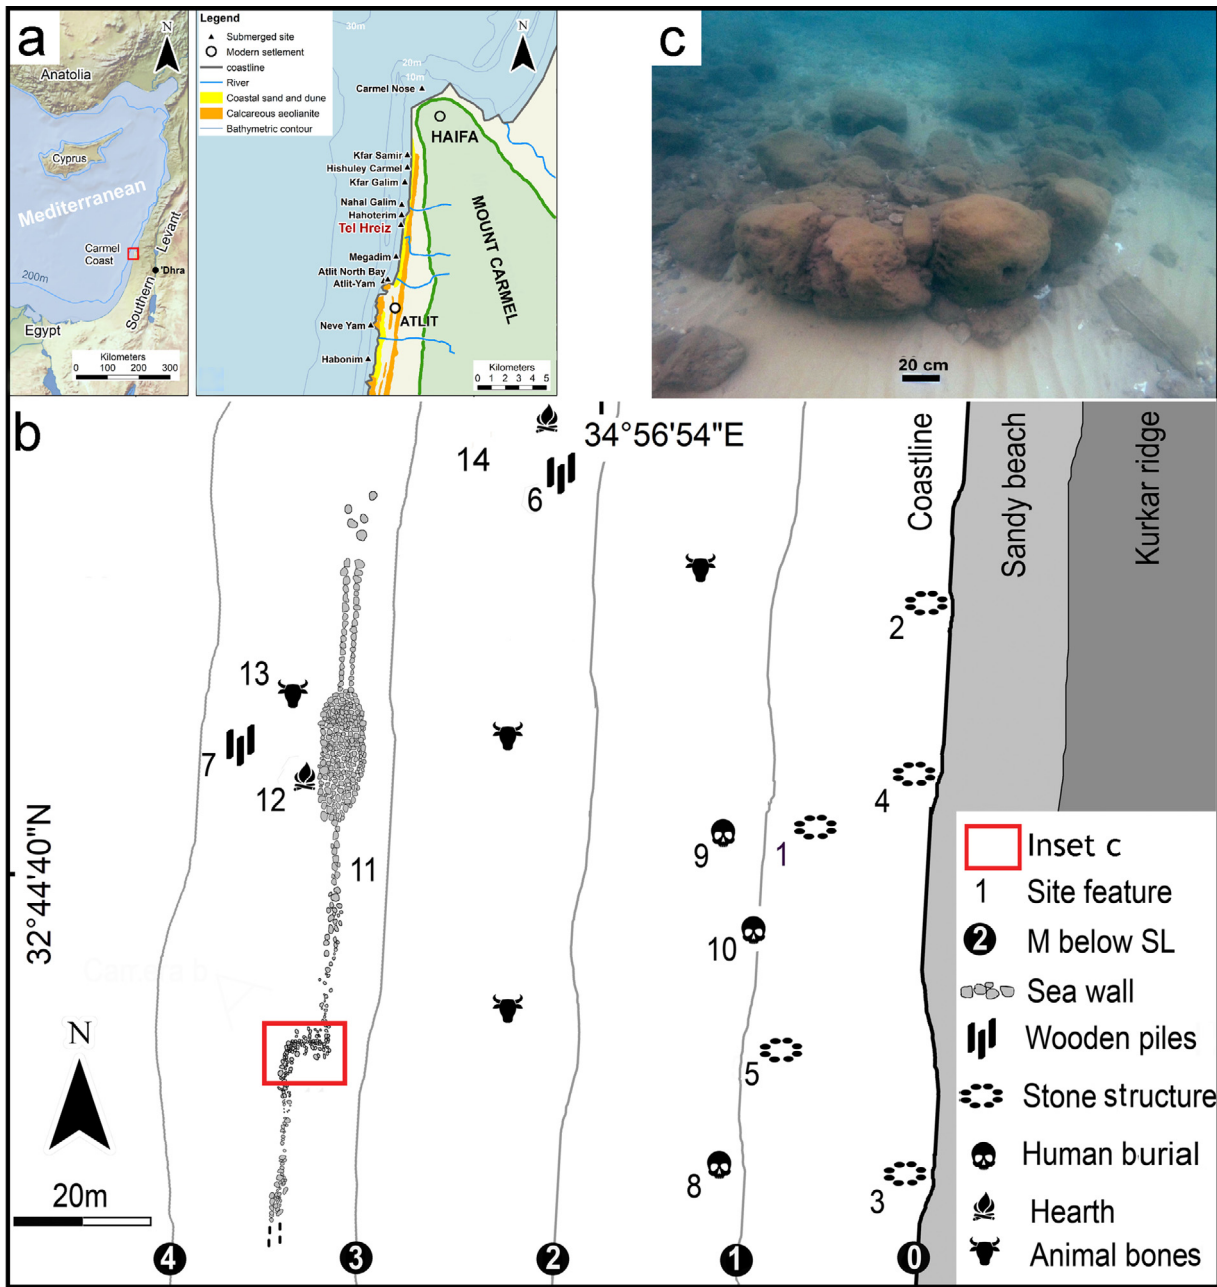 a
N
Anatolia
Cyprus
Mediterranean
Carmel
Coast
Levant
Southern
'Dhra
200m
Egypt
Kilometers
0 100 200 300
Legend
Submerged site
Modern setlement
coastline
River
Coastal sand and dune
Calcareous aeolianite
Bathymetric contour
30m
20m
10m
N
Carmel Nose
HAIFA
Kfar Samir
Hishuley Carmel
Kfar Galim
Nahal Galim
Hahoterim
Tel Hreiz
Megadim
Atlit North Bay
Atlit-Yam
ATLIT
Neve Yam
Habonim
MOUNT CARMEL
Kilometers
0 1 2 3 4 5
c
20 cm
b
34°56'54"E
14
6
Coastline
Sandy beach
Kurkar ridge
2
13
7
12
4
9
1
11
32°44'40"N
10
5
8
3
N
20m
4
3
2
1
0
Inset c
1 Site feature
2 M below SL
Sea wall
Wooden piles
Stone structure
Human burial
Hearth
Animal bones